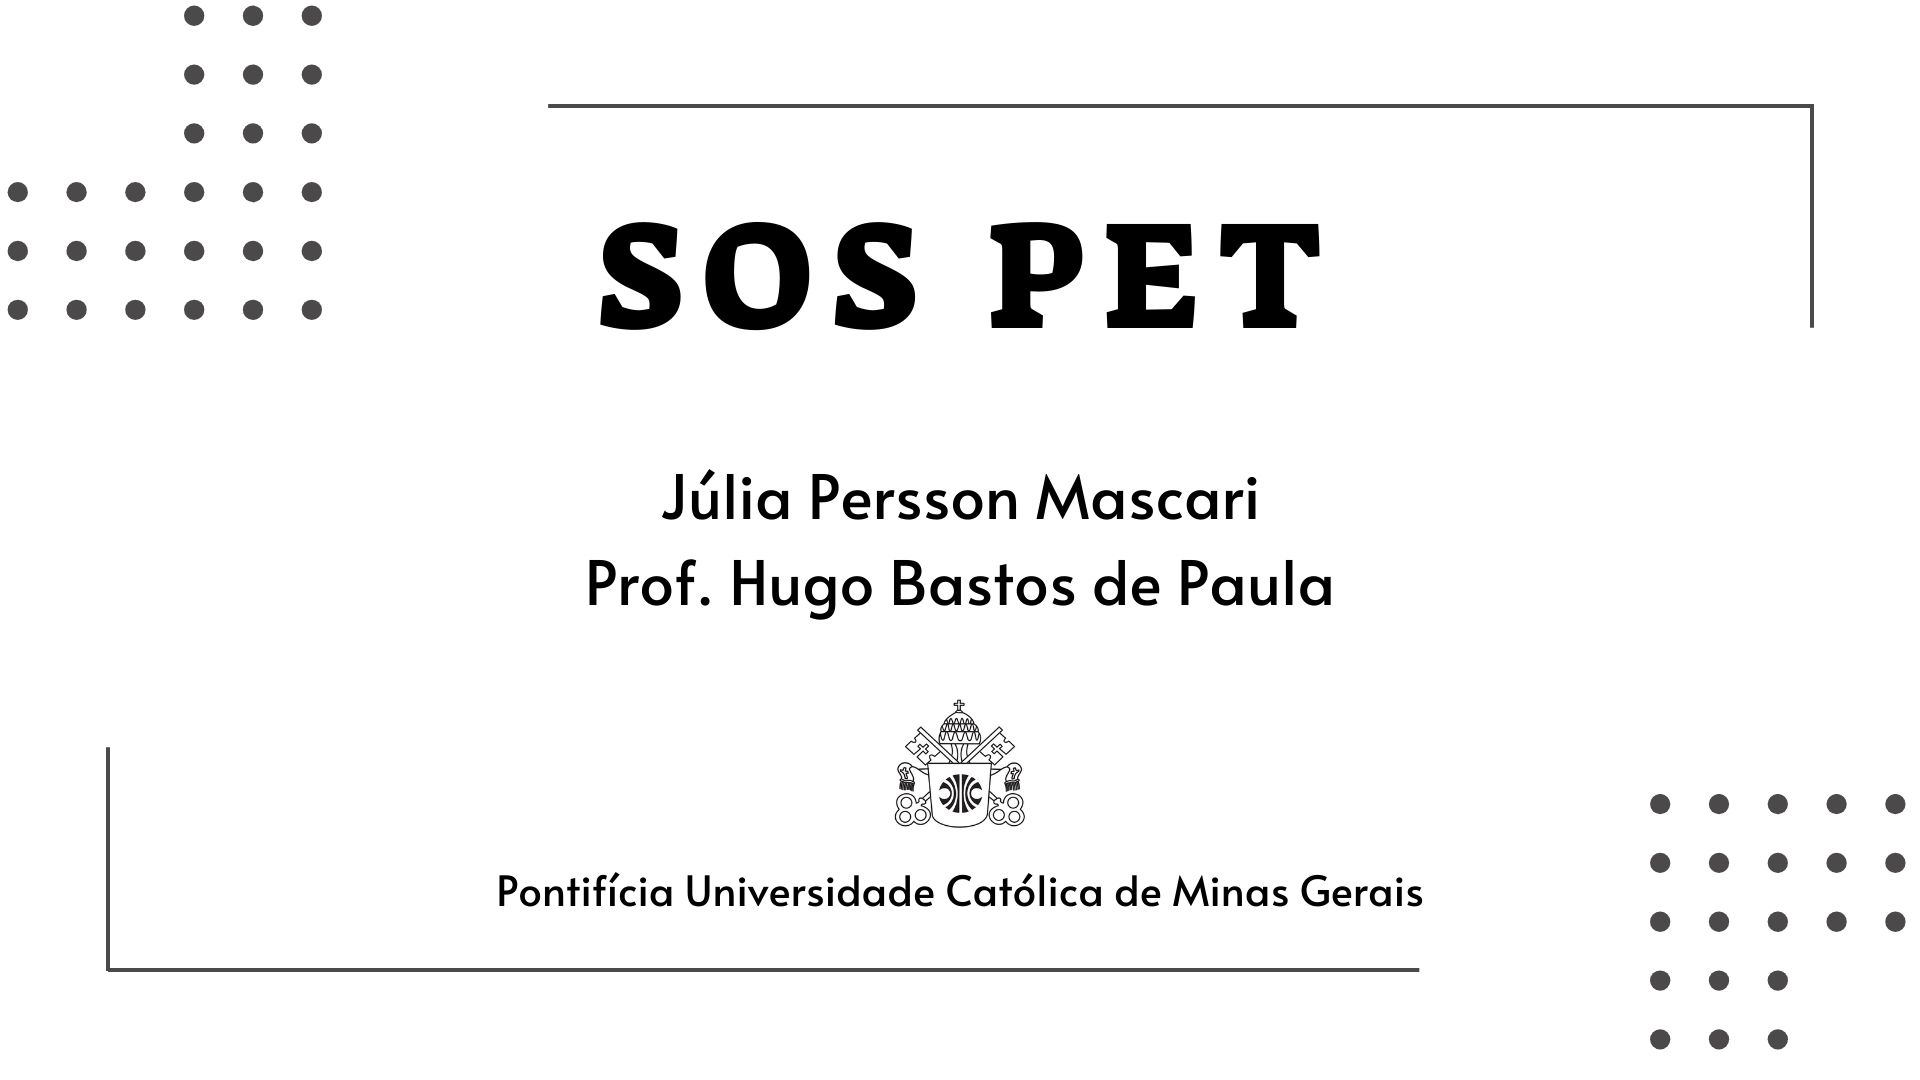 SOS PET
Júlia Persson Mascari
Prof. Hugo Bastos de Paula
Pontifícia Universidade Católica de Minas Gerais